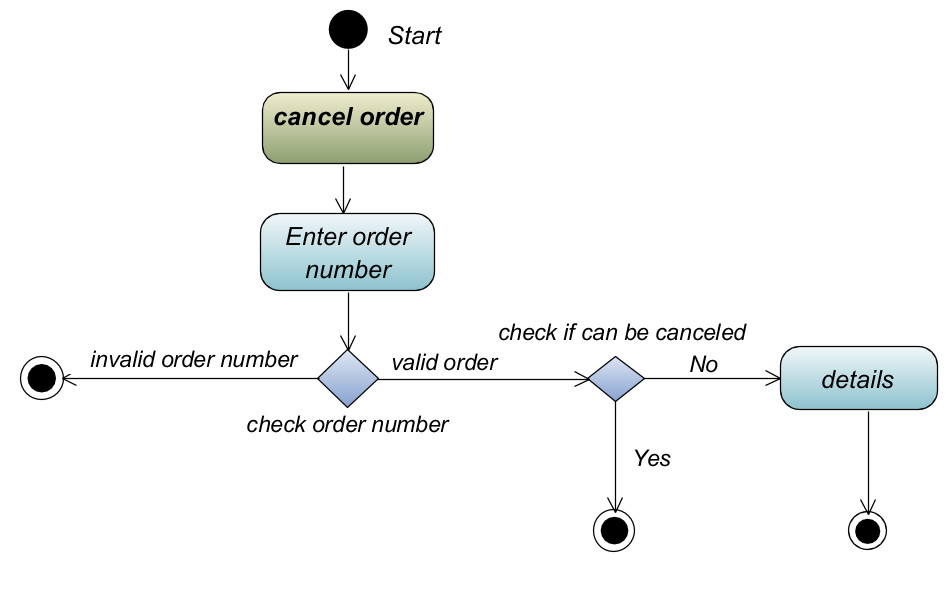 Start
cancel order
Enter order
number
check if can be canceled
invalid order number
valid order
No
details
check order number
Yes